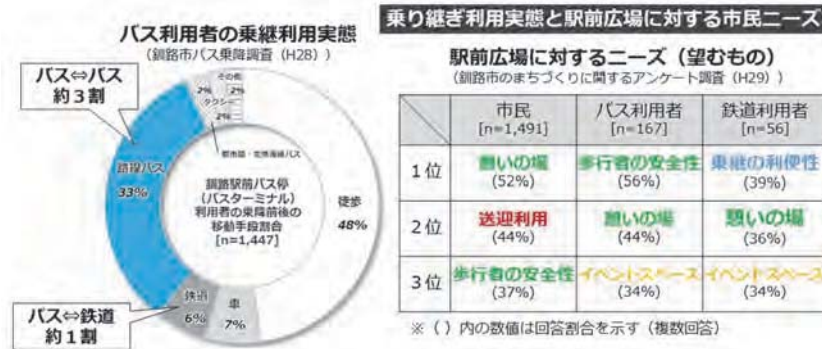 乗り継ぎ利用実態と駅前広場に対する市民ニーズ
バス利用者の乗継利用実態
（釧路市バス乗降調査（H28））
バス⇔バス
約３割
その他
2%
2%
タクシー
2%
路線バス
33%
釧路駅前バス停
（バスターミナル）
利用者の乗降前後の
移動手段割合
[n=1,447]
徒歩
48%
鉄道
6%
車
7%
バス⇔鉄道
約１割
駅前広場に対するニーズ（望むもの）
（釧路市のまちづくりに関するアンケート調査（H29））
市民 バス利用者 鉄道利用者
[n=1,491] [n=167] [n=56]
1位 憩いの場 歩行者の安全性 乗継の利便性
(52%) (56%) (39%)
2位 送迎利用 憩いの場 憩いの場
(44%) (44%) (36%)
3位 歩行者の安全性 イベントスペース イベントスペース
(37%) (34%) (34%)
※（ ）内の数値は回答割合を示す（複数回答）